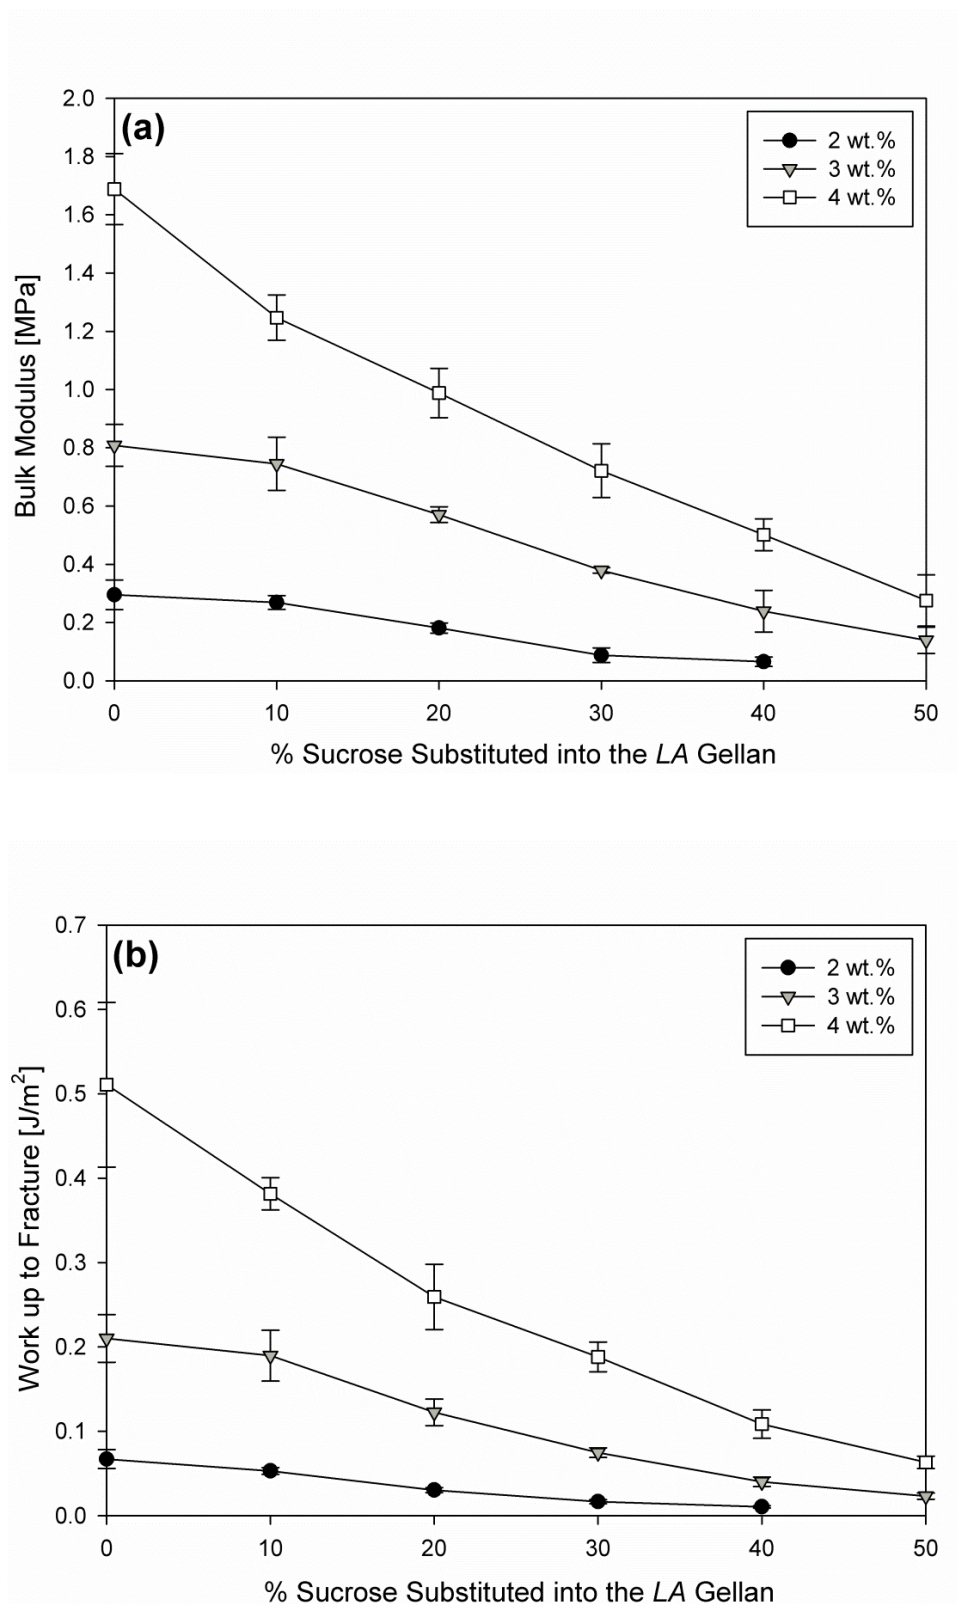 (a)
2.0
1.8
1.6
1.4
1.2
1.0
0.8
0.6
0.4
0.2
0.0
Bulk Modulus [MPa]
2 wt.%
3 wt.%
4 wt.%
0 10 20 30 40 50
% Sucrose Substituted into the LA Gellan
(b)
0.7
0.6
0.5
0.4
0.3
0.2
0.1
0.0
Work up to Fracture [J/m²]
2 wt.%
3 wt.%
4 wt.%
0 10 20 30 40 50
% Sucrose Substituted into the LA Gellan